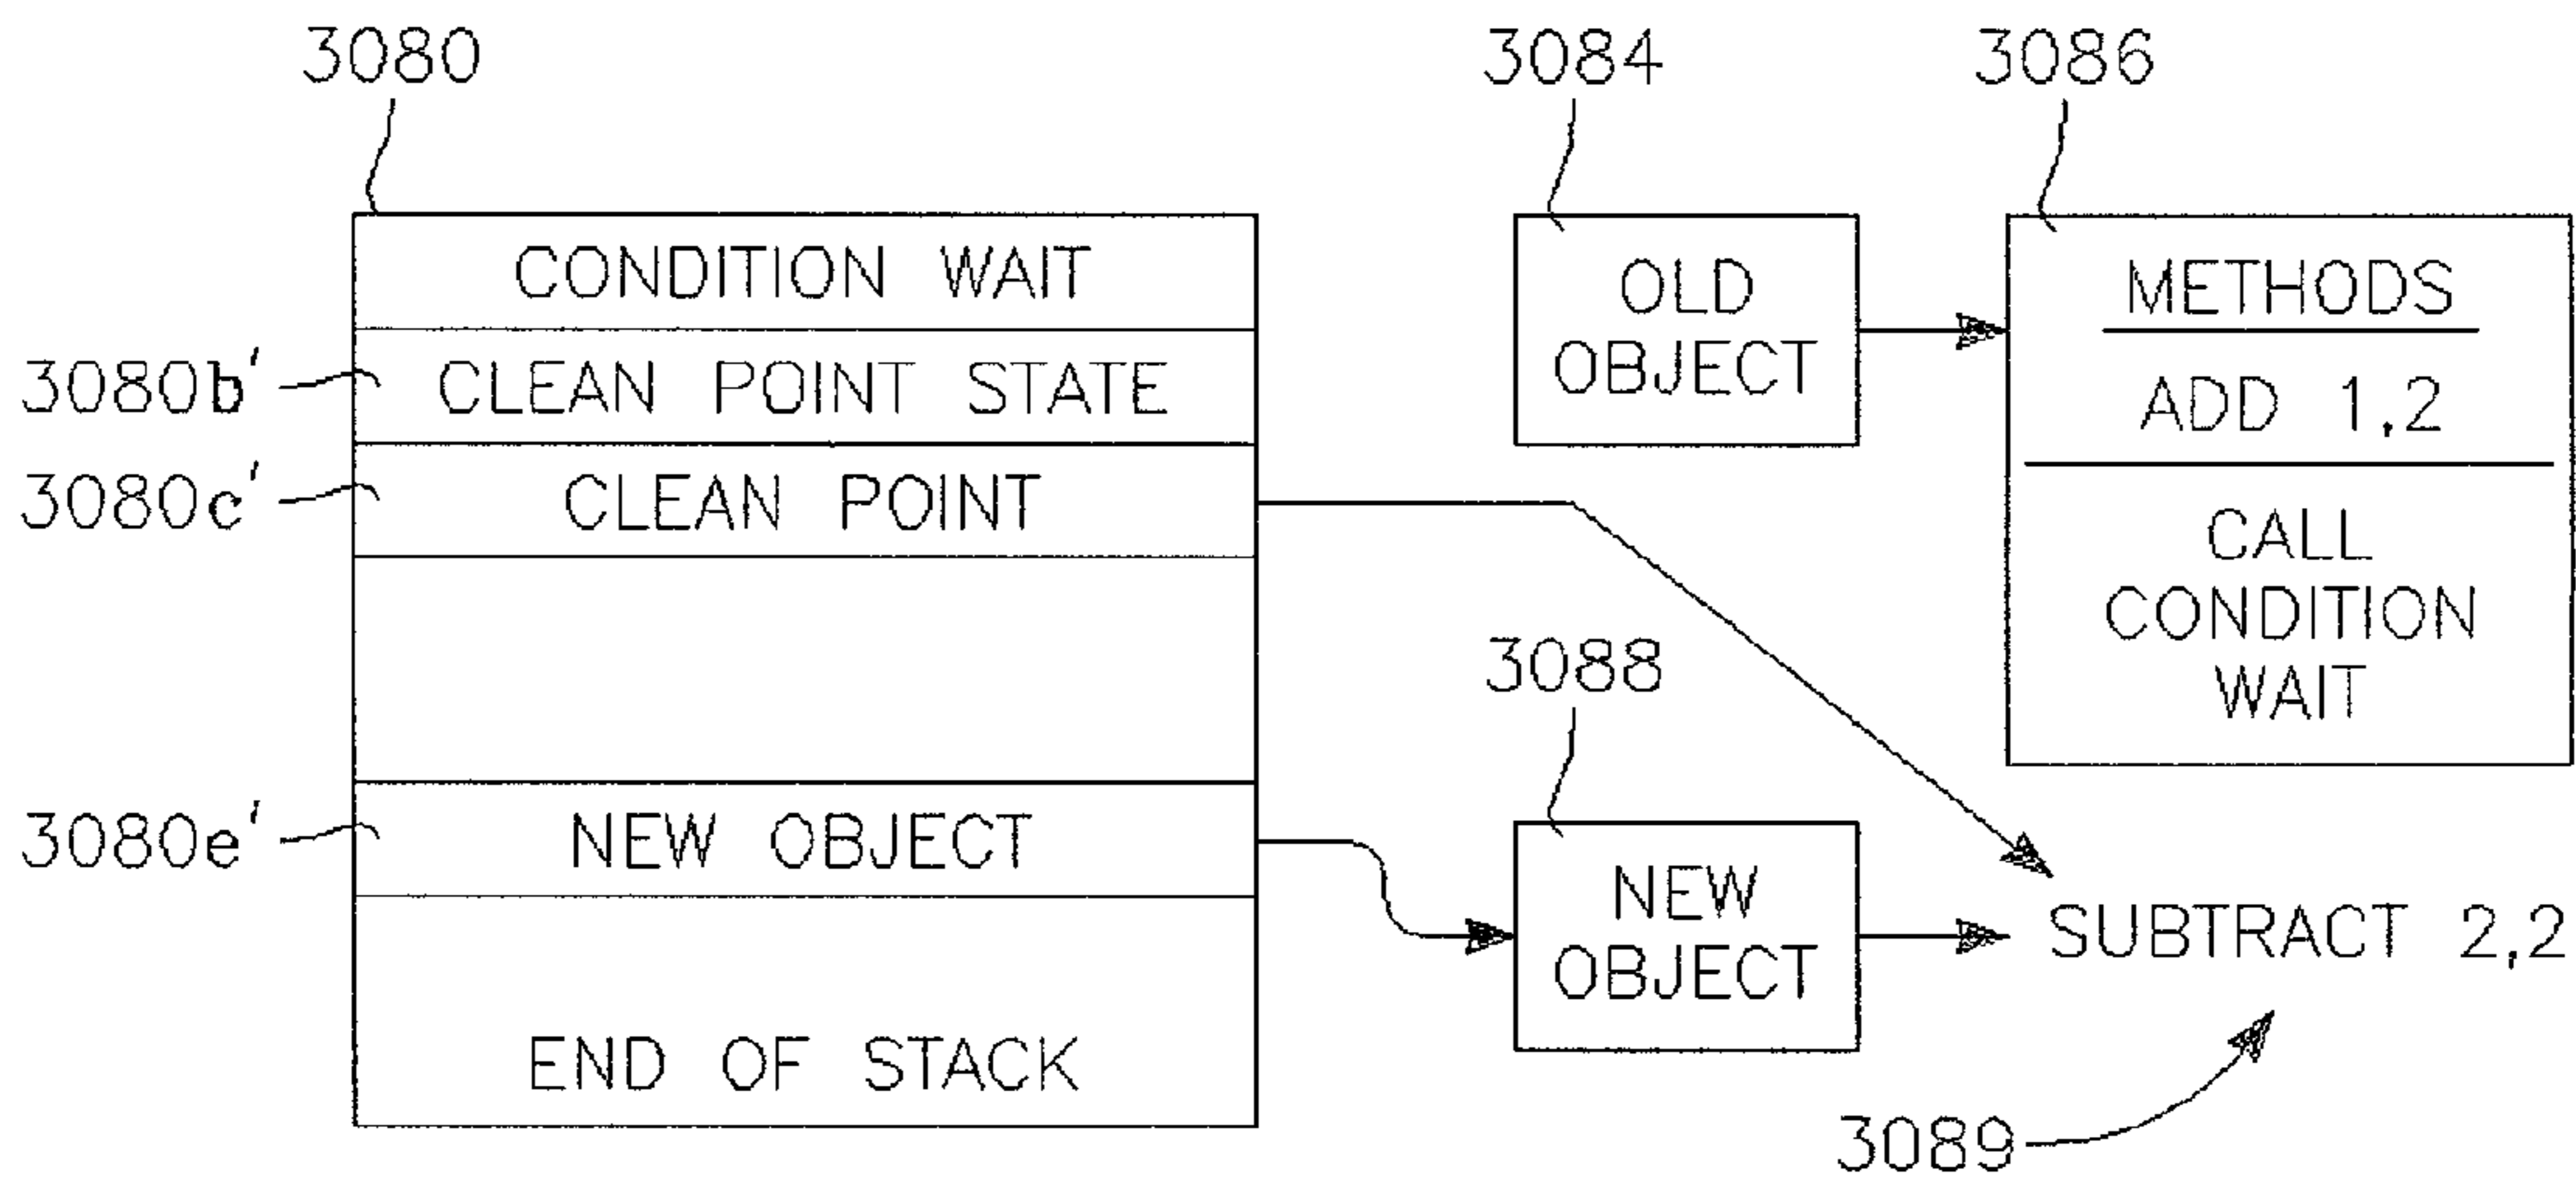 3080
3084
3086
CONDITION WAIT
3080b' CLEAN POINT STATE
3080c' CLEAN POINT
OLD
OBJECT
METHODS
ADD 1,2
CALL
CONDITION
WAIT
3088
3080e' NEW OBJECT
NEW
OBJECT
SUBTRACT 2,2
END OF STACK
3089